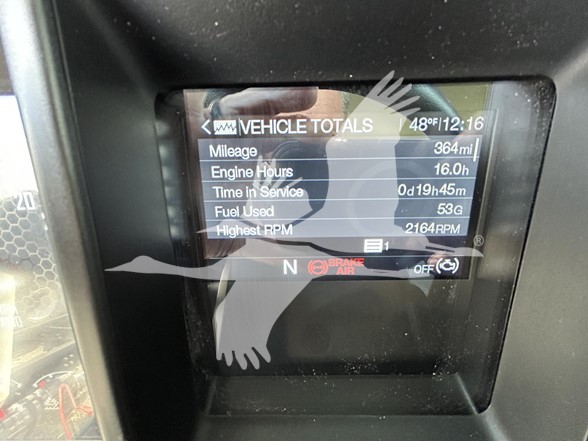 VEHICLE TOTALS 48°F 12:16
Mileage 364mi
Engine Hours 16.0h
Time in Service 0d19h45m
Fuel Used 53G
Highest RPM 2164RPM
1
N BRAKE AIR OFF
®
20